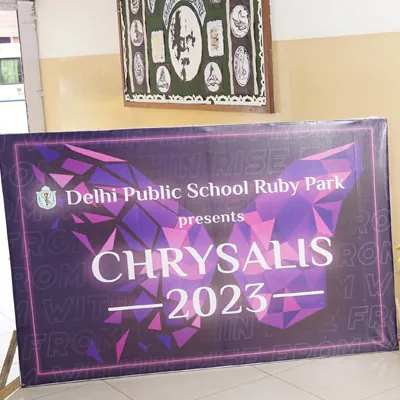 Delhi Public School Ruby Park
presents
CHRYSALIS
—2023—